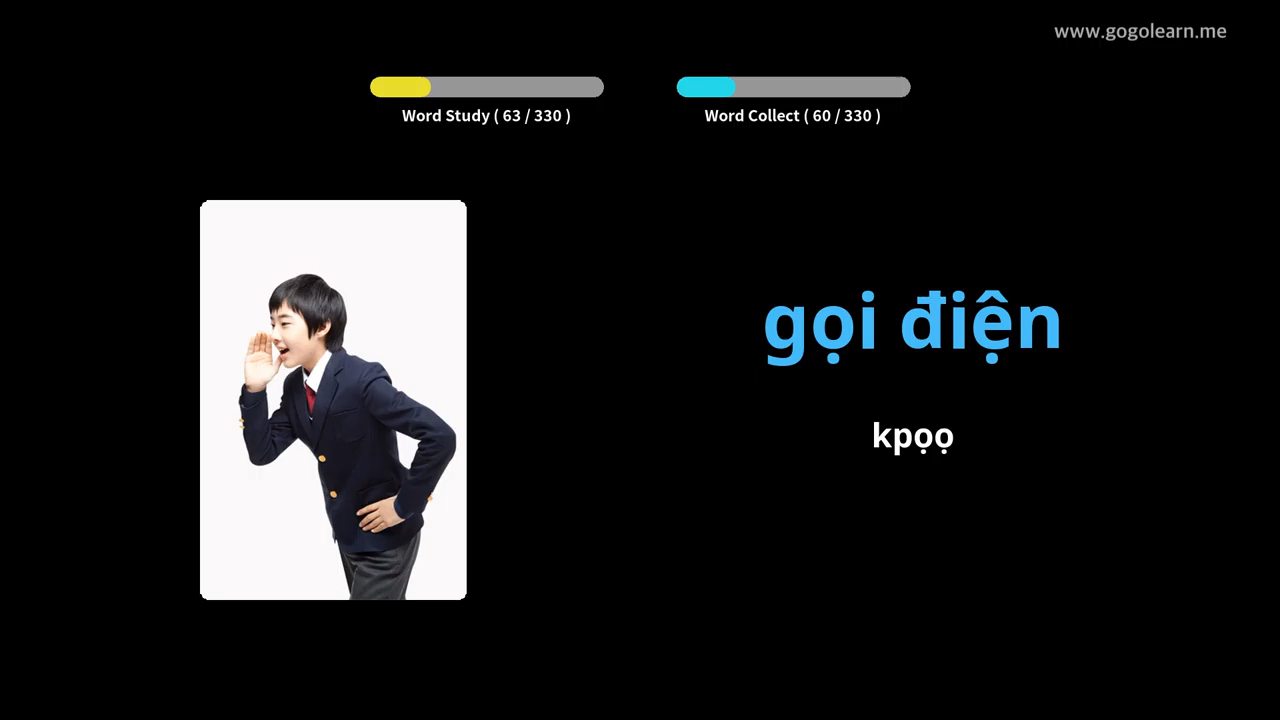 www.gogolearn.me
Word Study ( 63 / 330 )
Word Collect ( 60 / 330 )
gọi điện
kpọọ